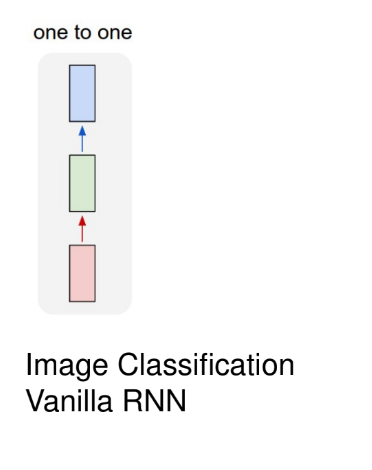 one to one
Image Classification
Vanilla RNN